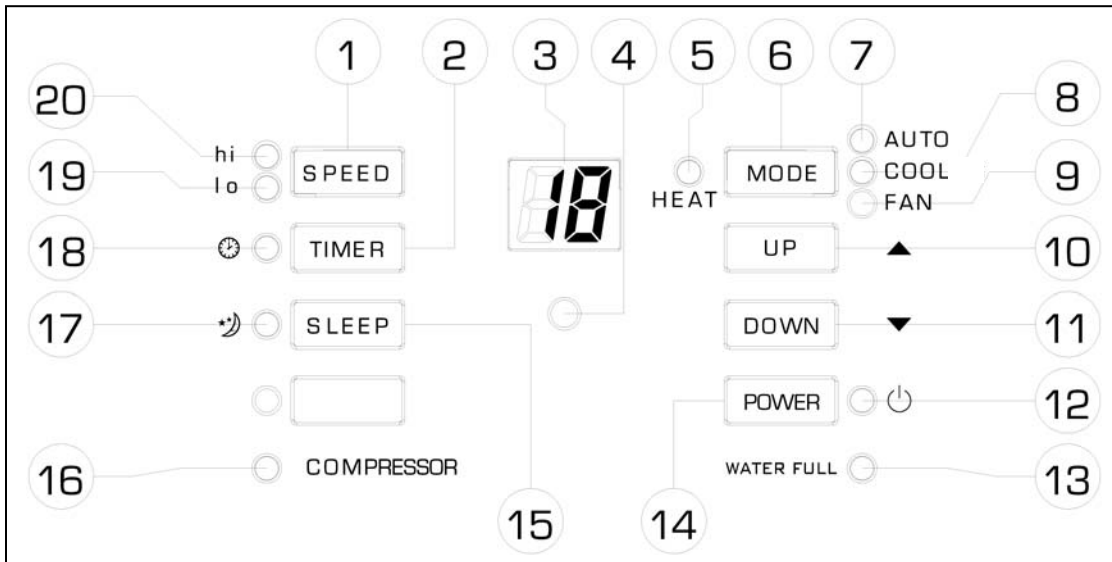 1 2 3 4 5 6 7
20 8
hi AUTO
19 SPEED 18 MODE COOL 9
lo HEAT FAN
18 TIMER UP 10
17 SLEEP DOWN 11
POWER 12
16 COMPRESSOR WATER FULL 13
15 14